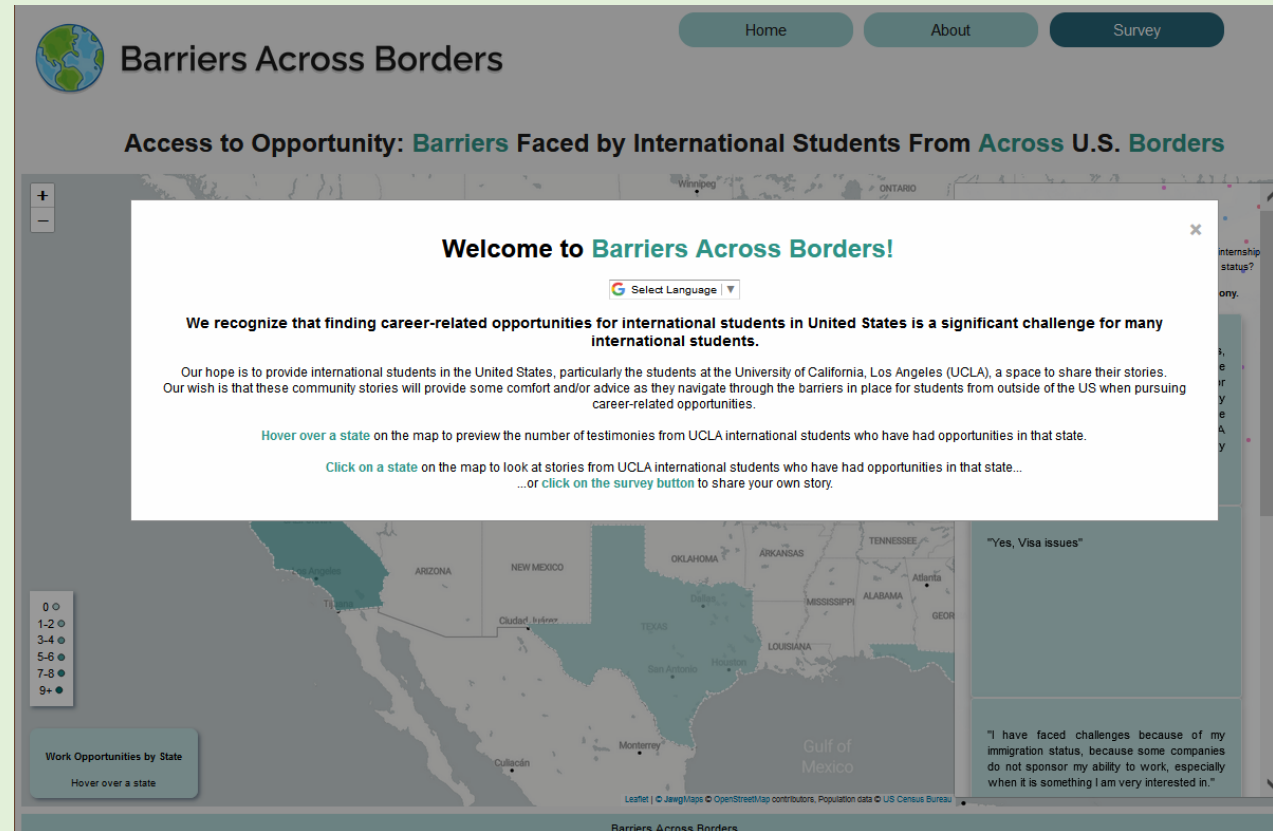 Barriers Across Borders
Home
About
Survey
Access to Opportunity: Barriers Faced by International Students From Across U.S. Borders
+
−
Winnipeg
ONTARIO
internship
status?
ony.
×
Welcome to Barriers Across Borders!
Select Language ▼
We recognize that finding career-related opportunities for international students in United States is a significant challenge for many
international students.
Our hope is to provide international students in the United States, particularly the students at the University of California, Los Angeles (UCLA), a space to share their stories.
Our wish is that these community stories will provide some comfort and/or advice as they navigate through the barriers in place for students from outside of the US when pursuing
career-related opportunities.
Hover over a state on the map to preview the number of testimonies from UCLA international students who have had opportunities in that state.
Click on a state on the map to look at stories from UCLA international students who have had opportunities in that state...
...or click on the survey button to share your own story.
Los Angeles
Tijuana
ARIZONA
NEW MEXICO
Ciudad Juárez
OKLAHOMA
ARKANSAS
TENNESSEE
Atlanta
MISSISSIPPI
ALABAMA
GEOR
Dallas
TEXAS
LOUISIANA
San Antonio
Houston
Monterrey
Culiacán
Gulf of
Mexico
0
1-2
3-4
5-6
7-8
9+
Work Opportunities by State
Hover over a state
"Yes, Visa issues"
"I have faced challenges because of my
immigration status, because some companies
do not sponsor my ability to work, especially
when it is something I am very interested in."
Leaflet | © JawgMaps © OpenStreetMap contributors, Population data © US Census Bureau
Barriers Across Borders